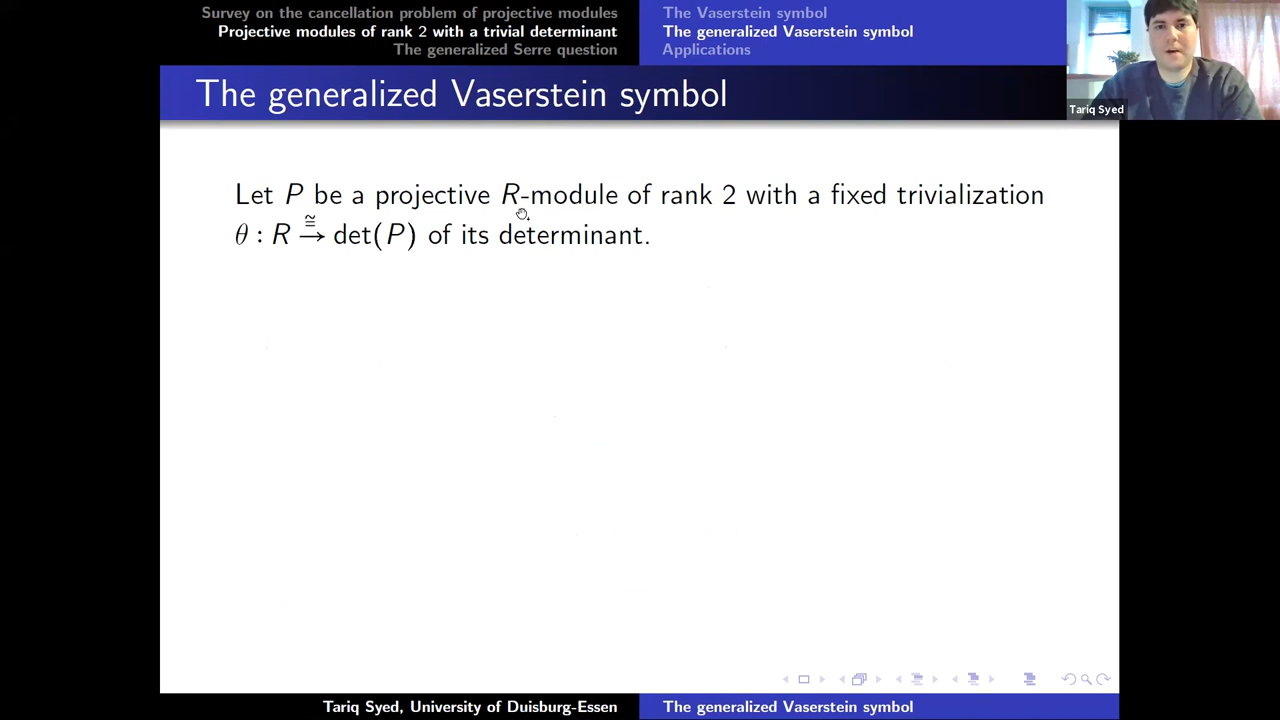 Survey on the cancellation problem of projective modules
Projective modules of rank 2 with a trivial determinant
The generalized Serre question
The Vaserstein symbol
The generalized Vaserstein symbol
Applications
The generalized Vaserstein symbol
Tariq Syed
Let P be a projective R-module of rank 2 with a fixed trivialization
θ : R ≅→ det(P) of its determinant.
Tariq Syed, University of Duisburg-Essen
The generalized Vaserstein symbol